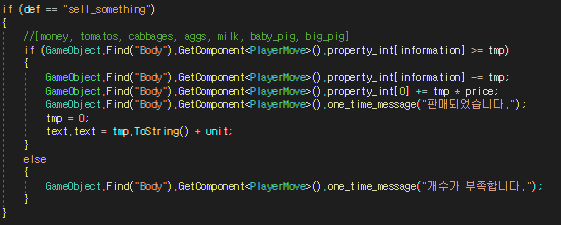 if (def == "sell_something")
{
//[money, tomatos, cabbages, aggs, milk, baby_pig, big_pig]
if (GameObject.Find("Body").GetComponent<PlayerMove>().property_int[information] >= tmp)
{
GameObject.Find("Body").GetComponent<PlayerMove>().property_int[information] -= tmp;
GameObject.Find("Body").GetComponent<PlayerMove>().property_int[0] += tmp * price;
GameObject.Find("Body").GetComponent<PlayerMove>().one_time_message("판매되었습니다.");
tmp = 0;
text.text = tmp.ToString() + unit;
}
else
{
GameObject.Find("Body").GetComponent<PlayerMove>().one_time_message("개수가 부족합니다.");
}
}